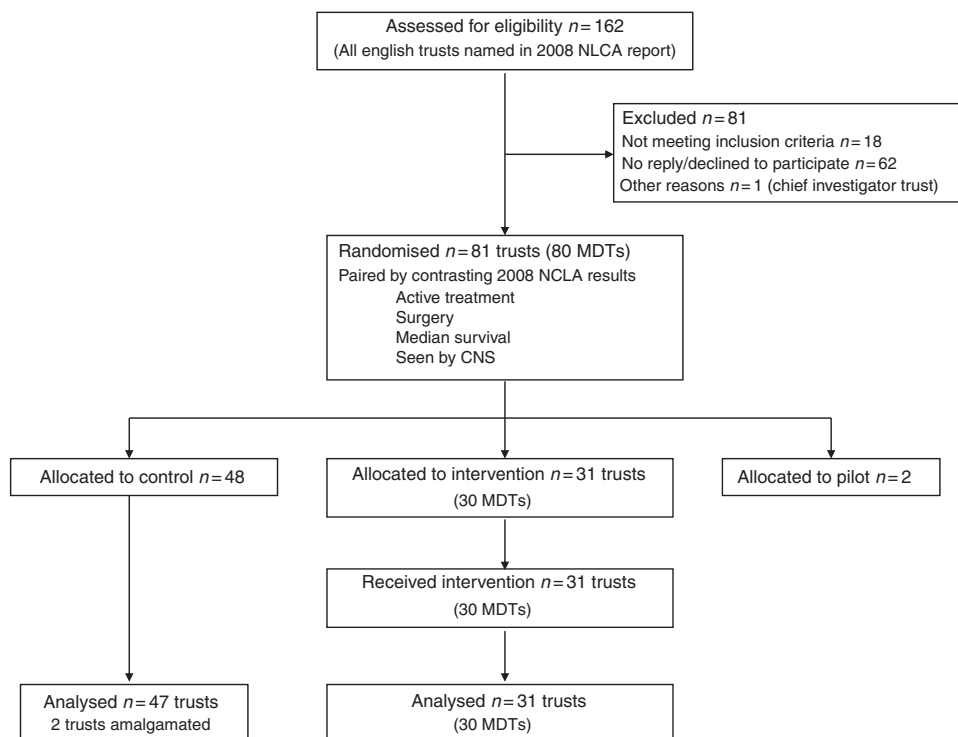 Assessed for eligibility n=162
(All english trusts named in 2008 NLCA report)
Excluded n=81
Not meeting inclusion criteria n=18
No reply/declined to participate n=62
Other reasons n=1 (chief investigator trust)
Randomised n=81 trusts (80 MDTs)
Paired by contrasting 2008 NCLA results
Active treatment
Surgery
Median survival
Seen by CNS
Allocated to control n=48
Allocated to intervention n=31 trusts
(30 MDTs)
Allocated to pilot n=2
Received intervention n=31 trusts
(30 MDTs)
Analysed n=47 trusts
2 trusts amalgamated
Analysed n=31 trusts
(30 MDTs)